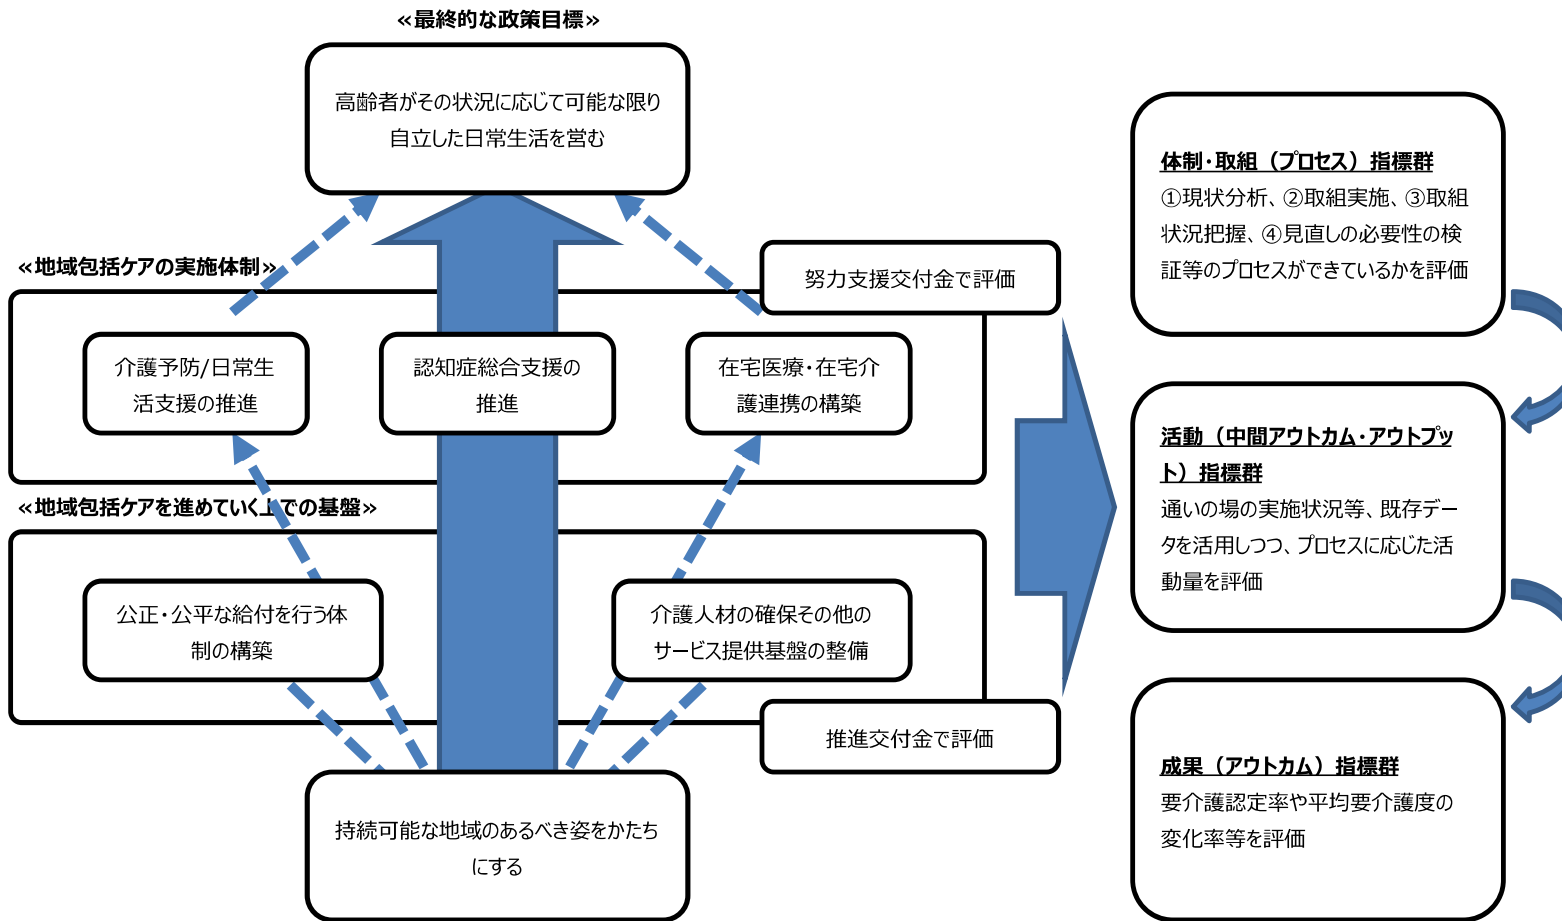 «最終的な政策目標»
高齢者がその状況に応じて可能な限り
自立した日常生活を営む
«地域包括ケアの実施体制»
努力支援交付金で評価
介護予防/日常生
活支援の推進
認知症総合支援の
推進
在宅医療・在宅介
護連携の構築
«地域包括ケアを進めていく上での基盤»
公正・公平な給付を行う体
制の構築
介護人材の確保その他の
サービス提供基盤の整備
推進交付金で評価
持続可能な地域のあるべき姿をかたち
にする
体制・取組（プロセス）指標群
①現状分析、②取組実施、③取組
状況把握、④見直しの必要性の検
証等のプロセスができているかを評価
活動（中間アウトカム・アウトプッ
ト）指標群
通いの場の実施状況等、既存デー
タを活用しつつ、プロセスに応じた活
動量を評価
成果（アウトカム）指標群
要介護認定率や平均要介護度の
変化率等を評価